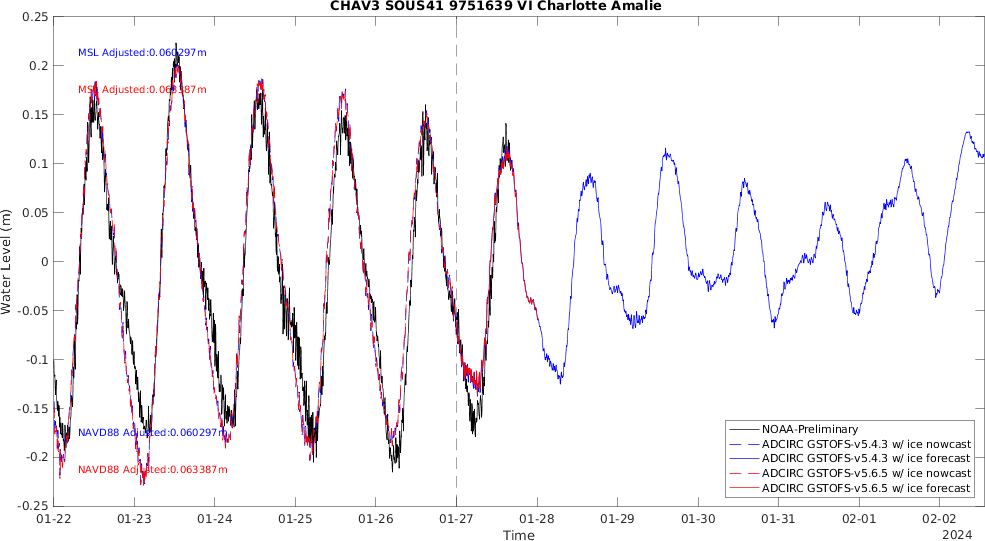 CHAV3 SOUS41 9751639 VI Charlotte Amalie
0.25
0.2
0.15
0.1
0.05
0
-0.05
-0.1
-0.15
-0.2
-0.25
Water Level (m)
MSL Adjusted:0.060297m
MSL Adjusted:0.063387m
NAVD88 Adjusted:0.060297m
NAVD88 Adjusted:0.063387m
NOAA-Preliminary
ADCIRC GSTOFS-v5.4.3 w/ ice nowcast
ADCIRC GSTOFS-v5.4.3 w/ ice forecast
ADCIRC GSTOFS-v5.6.5 w/ ice nowcast
ADCIRC GSTOFS-v5.6.5 w/ ice forecast
01-22 01-23 01-24 01-25 01-26 01-27 01-28 01-29 01-30 01-31 02-01 02-02
Time
2024